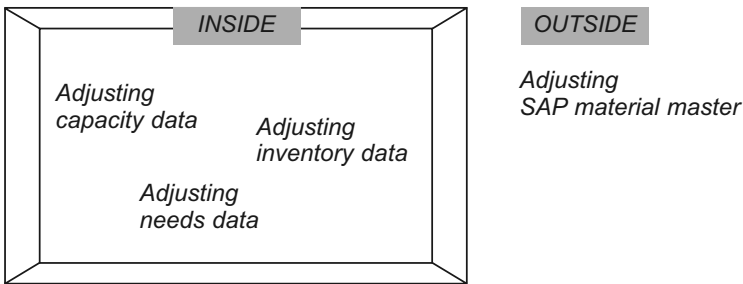 INSIDE
OUTSIDE
Adjusting
capacity data
Adjusting
inventory data
Adjusting
needs data
Adjusting
SAP material master